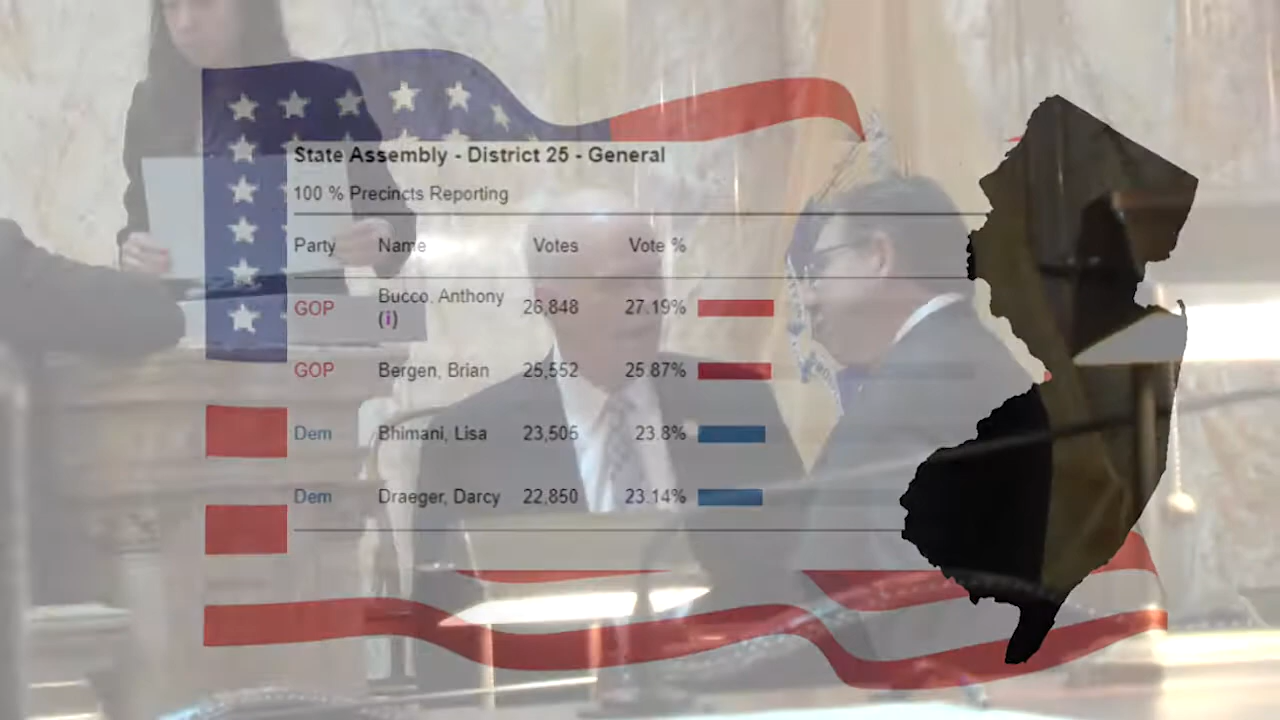 State Assembly - District 25 - General
100 % Precincts Reporting
Party Name Votes Vote %
GOP Bucco, Anthony (i) 26,848 27.19%
GOP Bergen, Brian 25,552 25.87%
Dem Bhimani, Lisa 23,505 23.8%
Dem Draeger, Darcy 22,850 23.14%